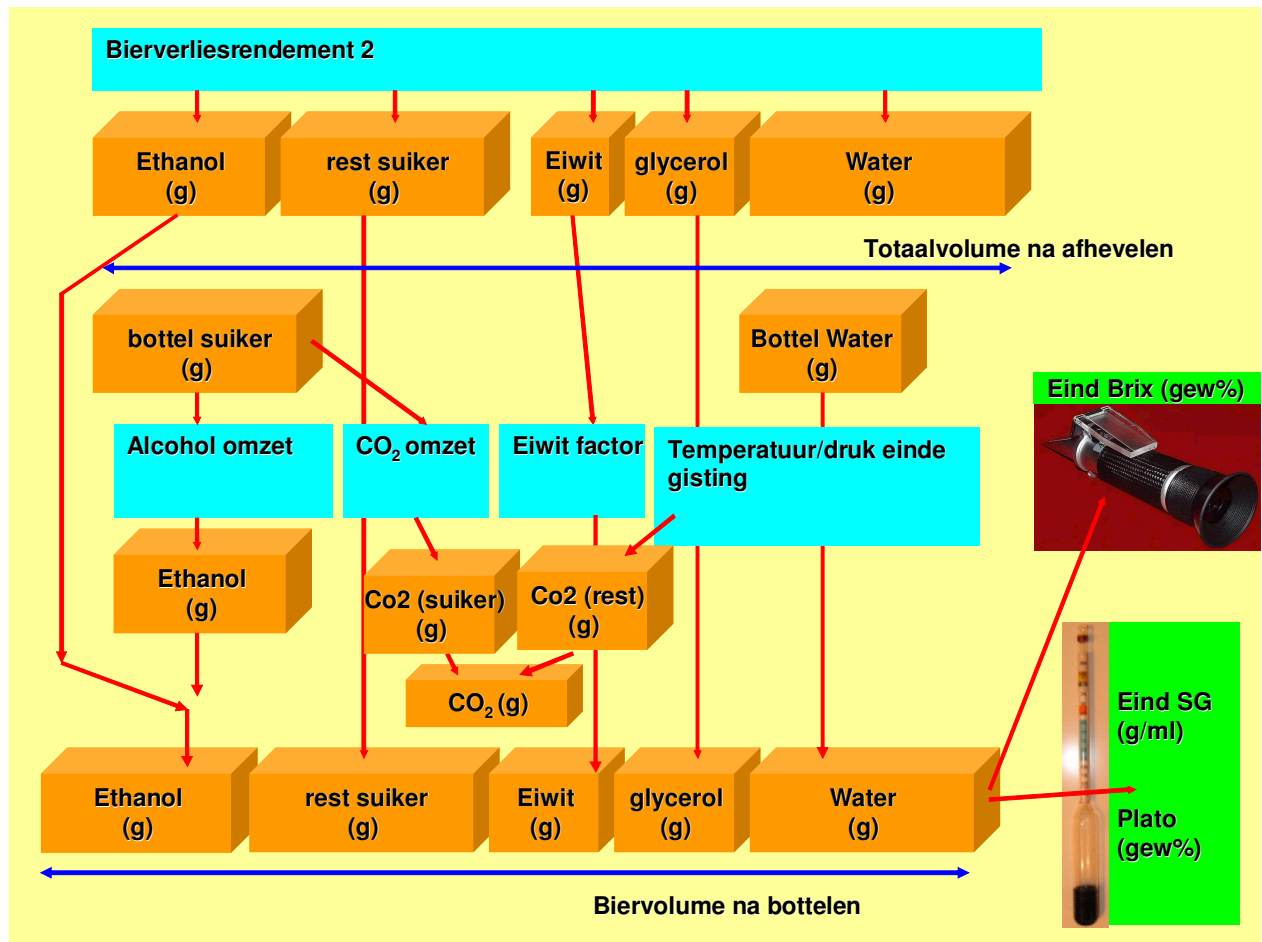 Bierverliesrendement 2
Ethanol
(g)
rest suiker
(g)
Eiwit
(g)
glycerol
(g)
Water
(g)
Totaalvolume na afhevelen
bottel suiker
(g)
Bottel Water
(g)
Eind Brix (gew%)
Alcohol omzet
CO2 omzet
Eiwit factor
Temperatuur/druk einde
gisting
Ethanol
(g)
Co2 (suiker)
(g)
Co2 (rest)
(g)
CO2 (g)
Eind SG
(g/ml)
Plato
(gew%)
Ethanol
(g)
rest suiker
(g)
Eiwit
(g)
glycerol
(g)
Water
(g)
Biervolume na bottelen